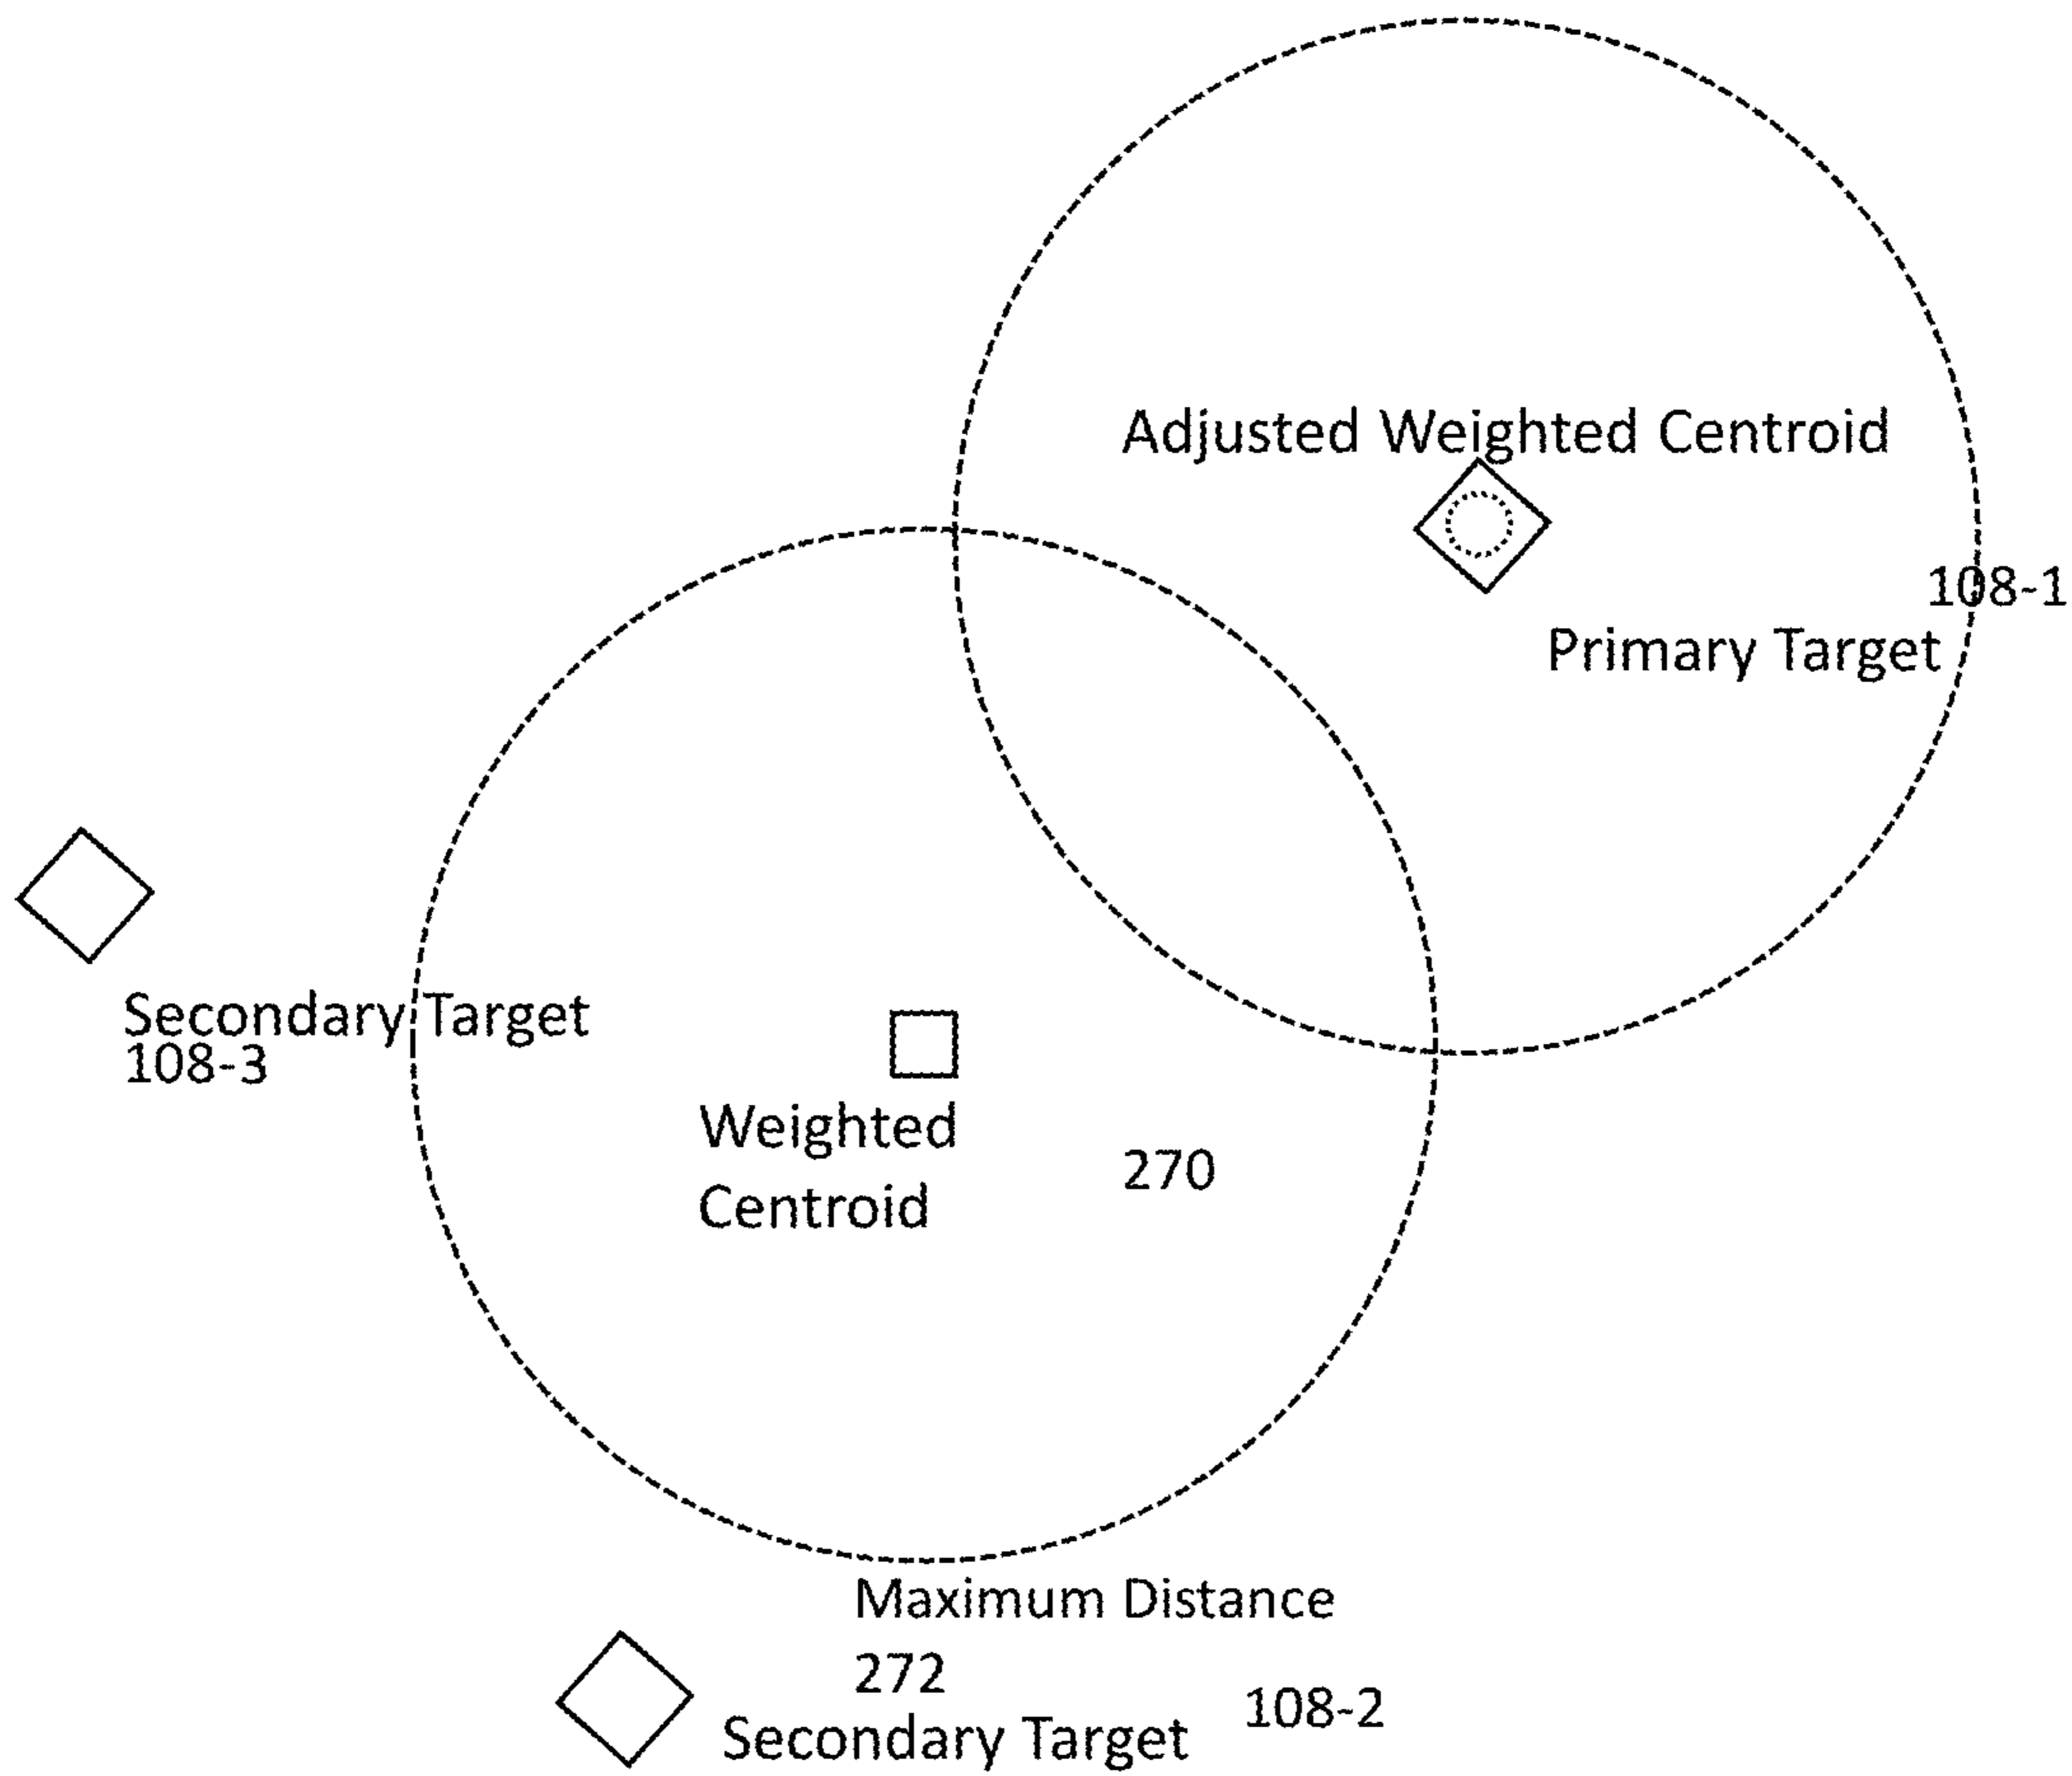 Adjusted Weighted Centroid
108-1
Primary Target
Secondary Target
108-3
Weighted
Centroid
270
Maximum Distance
272
Secondary Target
108-2